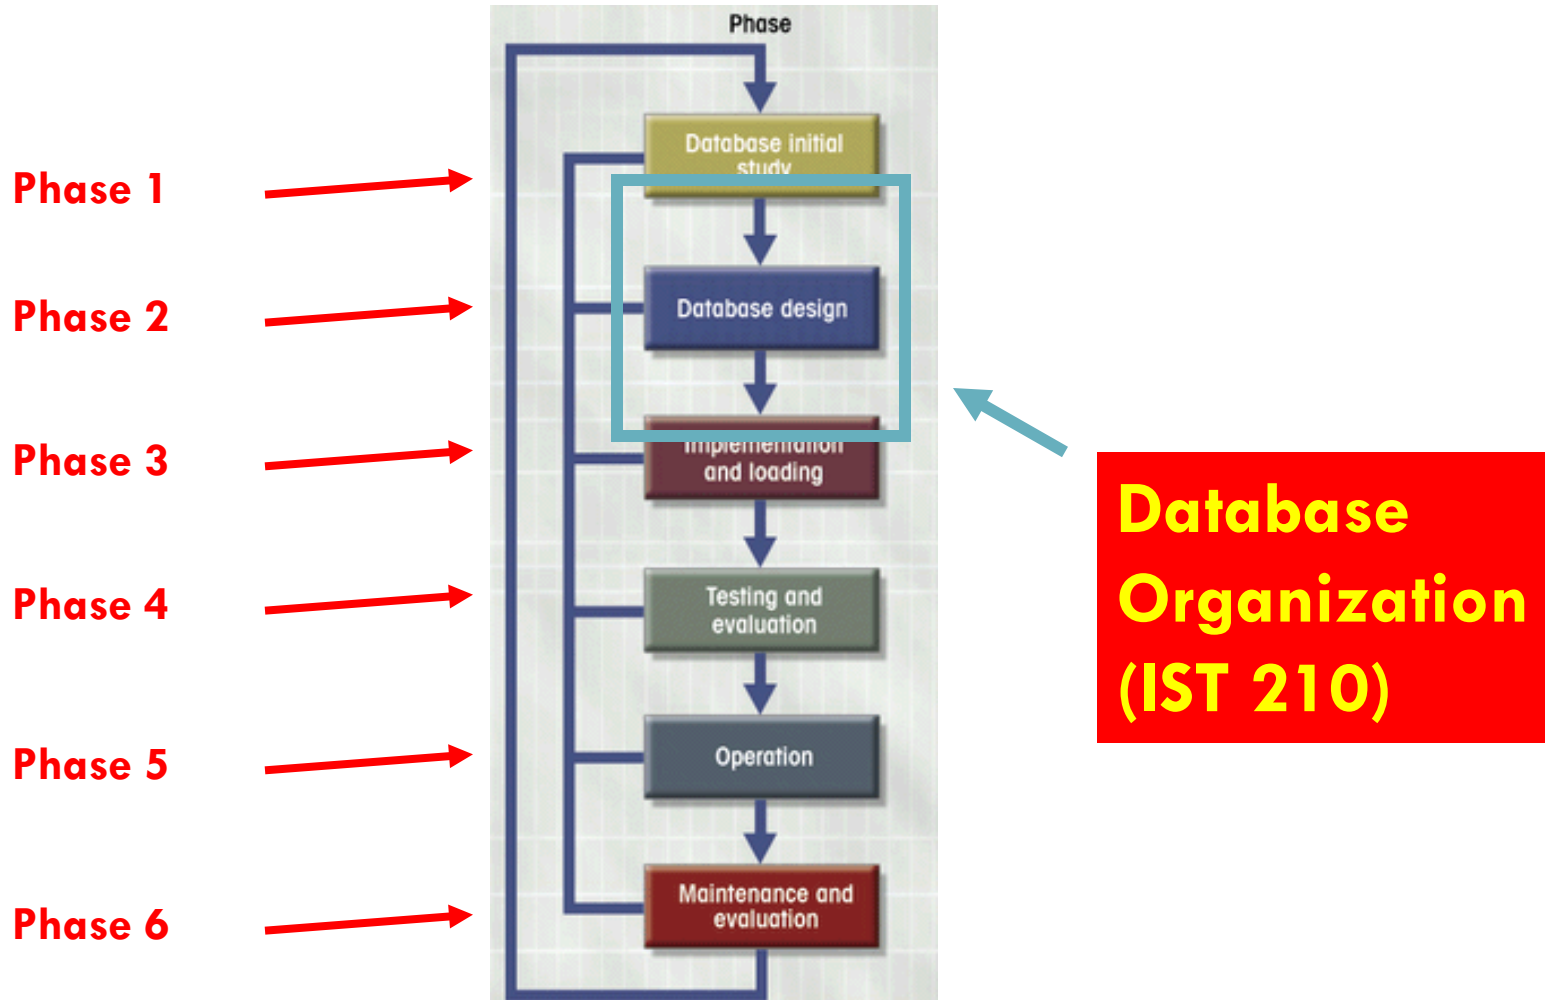 Phase
Phase 1
Database initial
study
Phase 2
Database design
Phase 3
Implementation
and loading
Phase 4
Testing and
evaluation
Phase 5
Operation
Phase 6
Maintenance and
evaluation
Database
Organization
(IST 210)